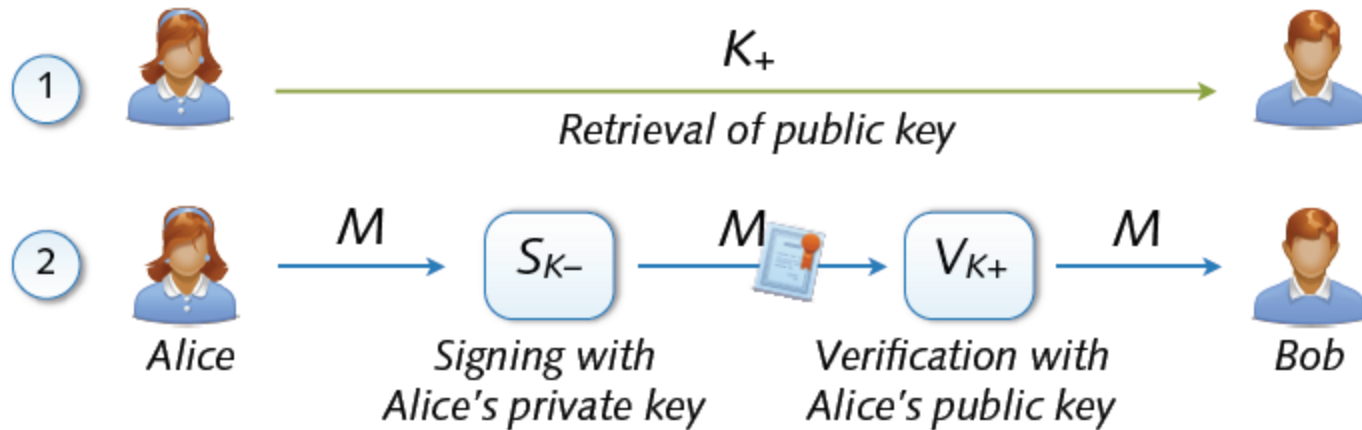 1
K+
Retrieval of public key
2
M
SK–
M
VK+
M
Alice
Signing with
Alice's private key
Verification with
Alice's public key
Bob